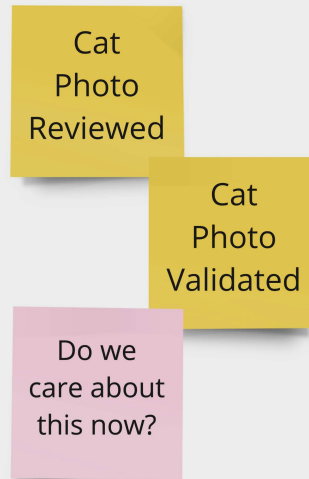 Cat
Photo
Reviewed
Cat
Photo
Validated
Do we
care about
this now?